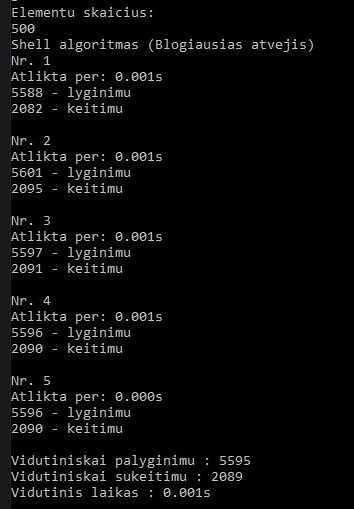 Elementu skaicius:
500
Shell algoritmas (Blogiausias atvejis)
Nr. 1
Atlikta per: 0.001s
5588 - lyginimu
2082 - keitimu
Nr. 2
Atlikta per: 0.001s
5601 - lyginimu
2095 - keitimu
Nr. 3
Atlikta per: 0.001s
5597 - lyginimu
2091 - keitimu
Nr. 4
Atlikta per: 0.001s
5596 - lyginimu
2090 - keitimu
Nr. 5
Atlikta per: 0.000s
5596 - lyginimu
2090 - keitimu
Vidutiniskai palyginimu : 5595
Vidutiniskai sukeitimu : 2089
Vidutinis laikas : 0.001s